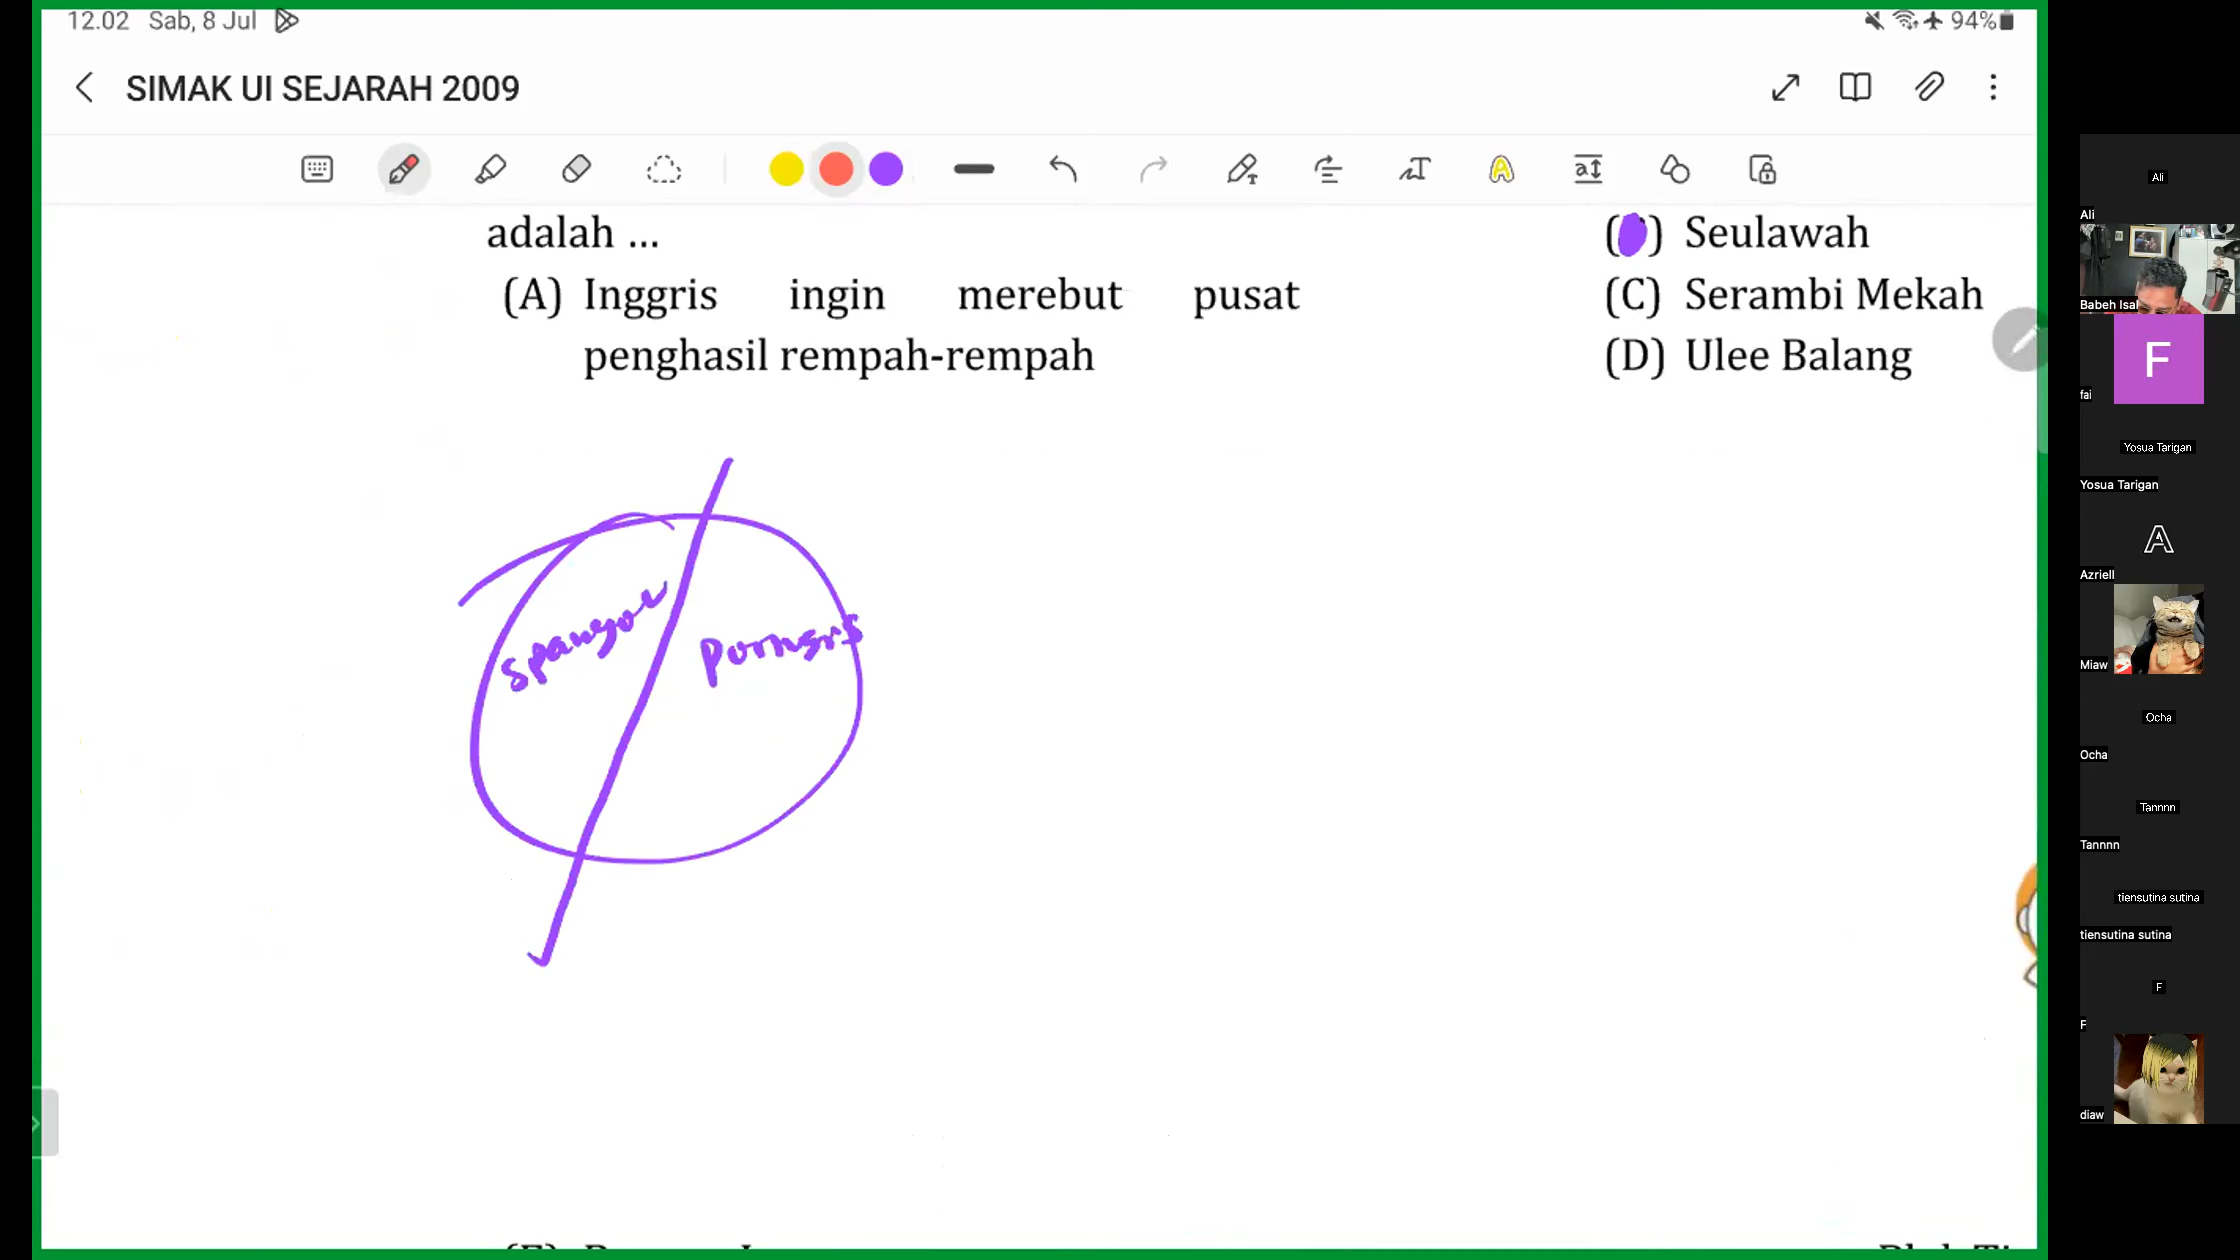 12.02 Sab, 8 Jul
94%
SIMAK UI SEJARAH 2009
adalah ...
(A) Inggris ingin merebut pusat
penghasil rempah-rempah
Seulawah
(C) Serambi Mekah
(D) Ulee Balang
Spanyol
Portugis
Ali
Ali
Babeh Isal
F
fai
Yosua Tarigan
Yosua Tarigan
A
Azriell
Miaw
Ocha
Ocha
Tannnn
Tannnn
tiensutina sutina
tiensutina sutina
F
F
diaw